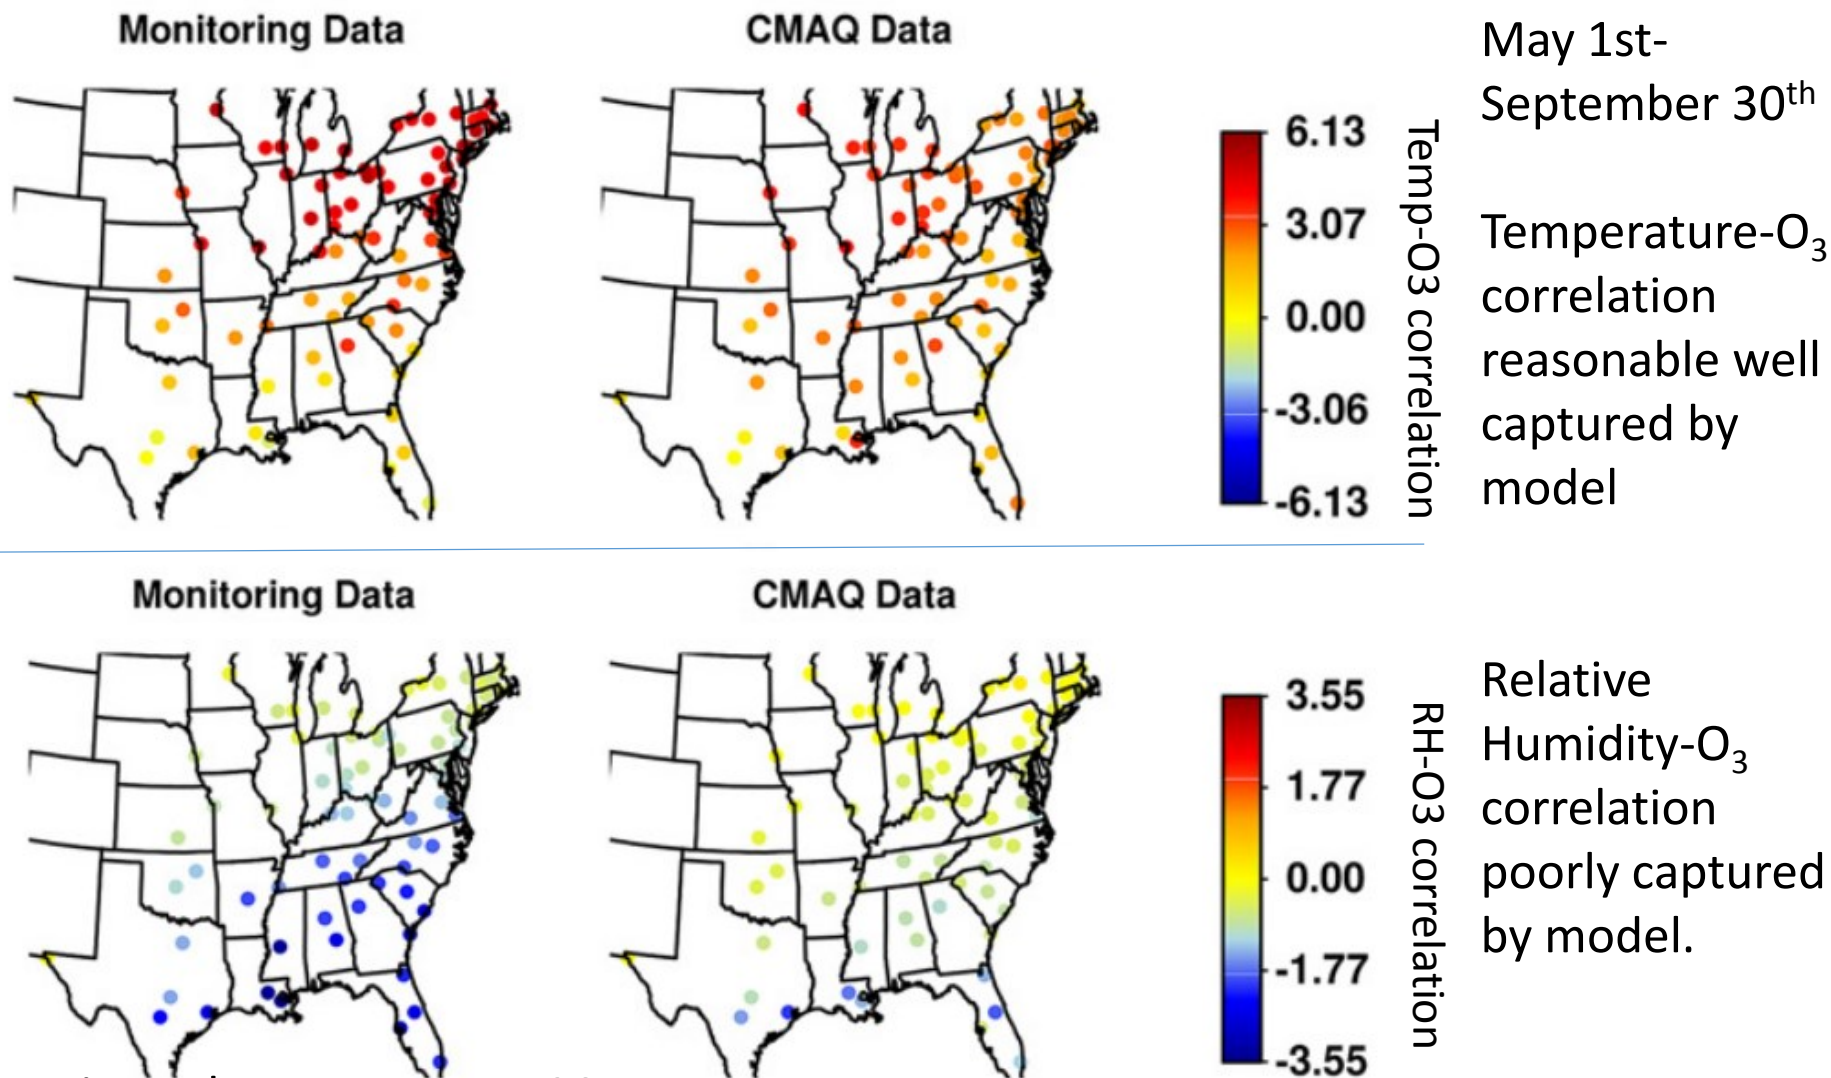 Monitoring Data
CMAQ Data
6.13
3.07
0.00
-3.06
-6.13
Temp-O3 correlation
May 1st-
September 30th
Temperature-O3
correlation
reasonable well
captured by
model
Monitoring Data
CMAQ Data
3.55
1.77
0.00
-1.77
-3.55
RH-O3 correlation
Relative
Humidity-O3
correlation
poorly captured
by model.